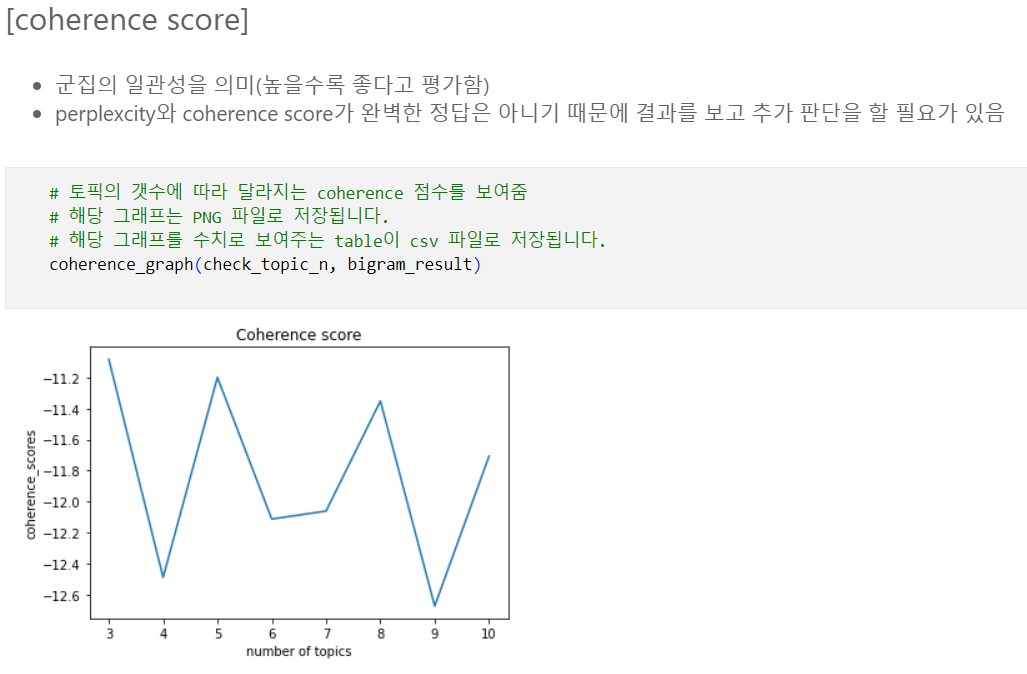 [coherence score]
군집의 일관성을 의미(높을수록 좋다고 평가함)
perplexcity와 coherence score가 완벽한 정답은 아니기 때문에 결과를 보고 추가 판단을 할 필요가 있음
# 토픽의 갯수에 따라 달라지는 coherence 점수를 보여줌
# 해당 그래프는 PNG 파일로 저장됩니다.
# 해당 그래프를 수치로 보여주는 table이 csv 파일로 저장됩니다.
coherence_graph(check_topic_n, bigram_result)
Coherence score
coherence_scores
−11.2
−11.4
−11.6
−11.8
−12.0
−12.2
−12.4
−12.6
3 4 5 6 7 8 9 10
number of topics